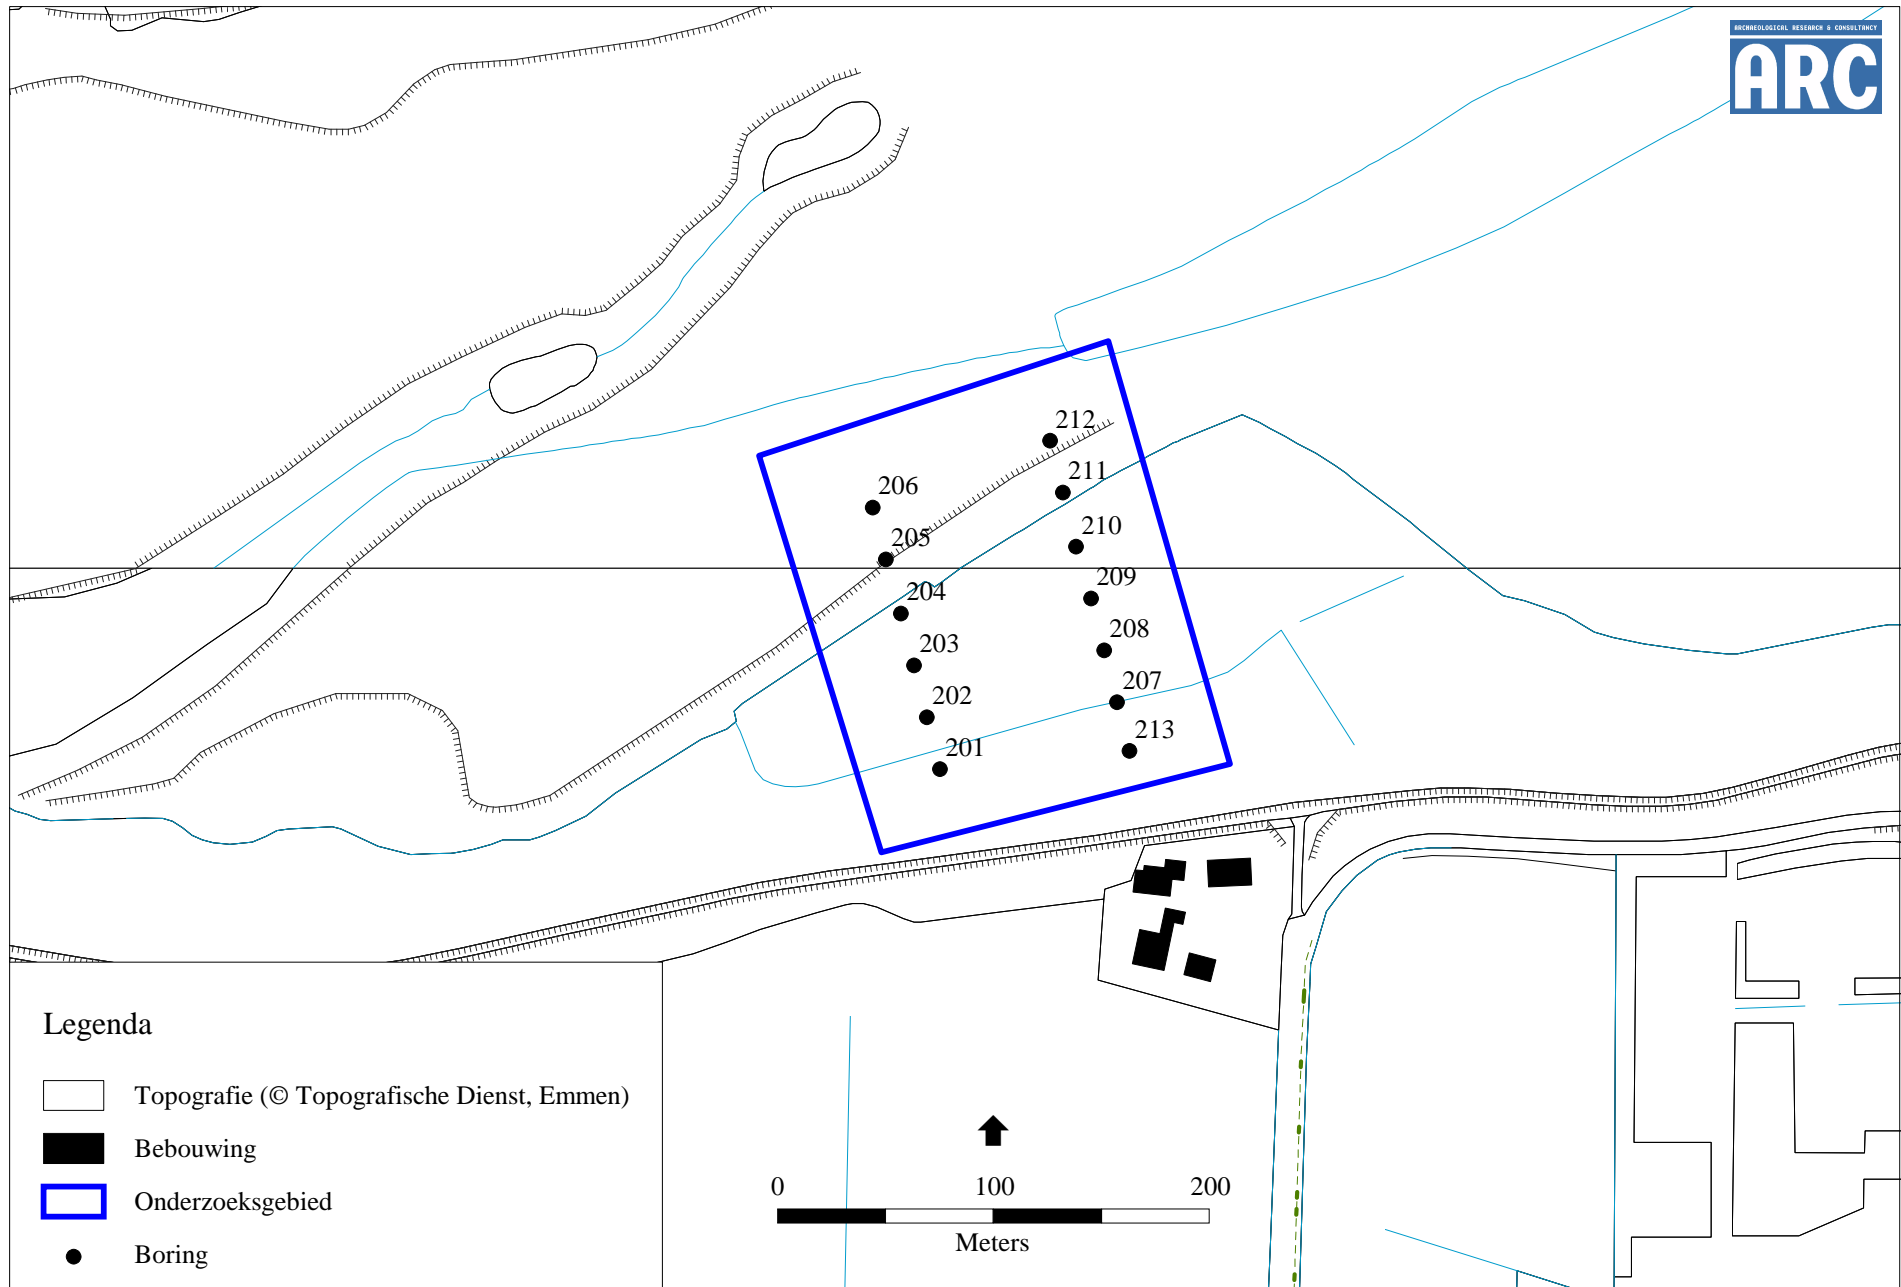 ARCHAEOLOGICAL RESEARCH & CONSULTANCY
ARC
212
211
206
210
205
209
204
208
203
207
202
213
201
Legenda
Topografie (© Topografische Dienst, Emmen)
Bebouwing
Onderzoeksgebied
Boring
0 100 200
Meters